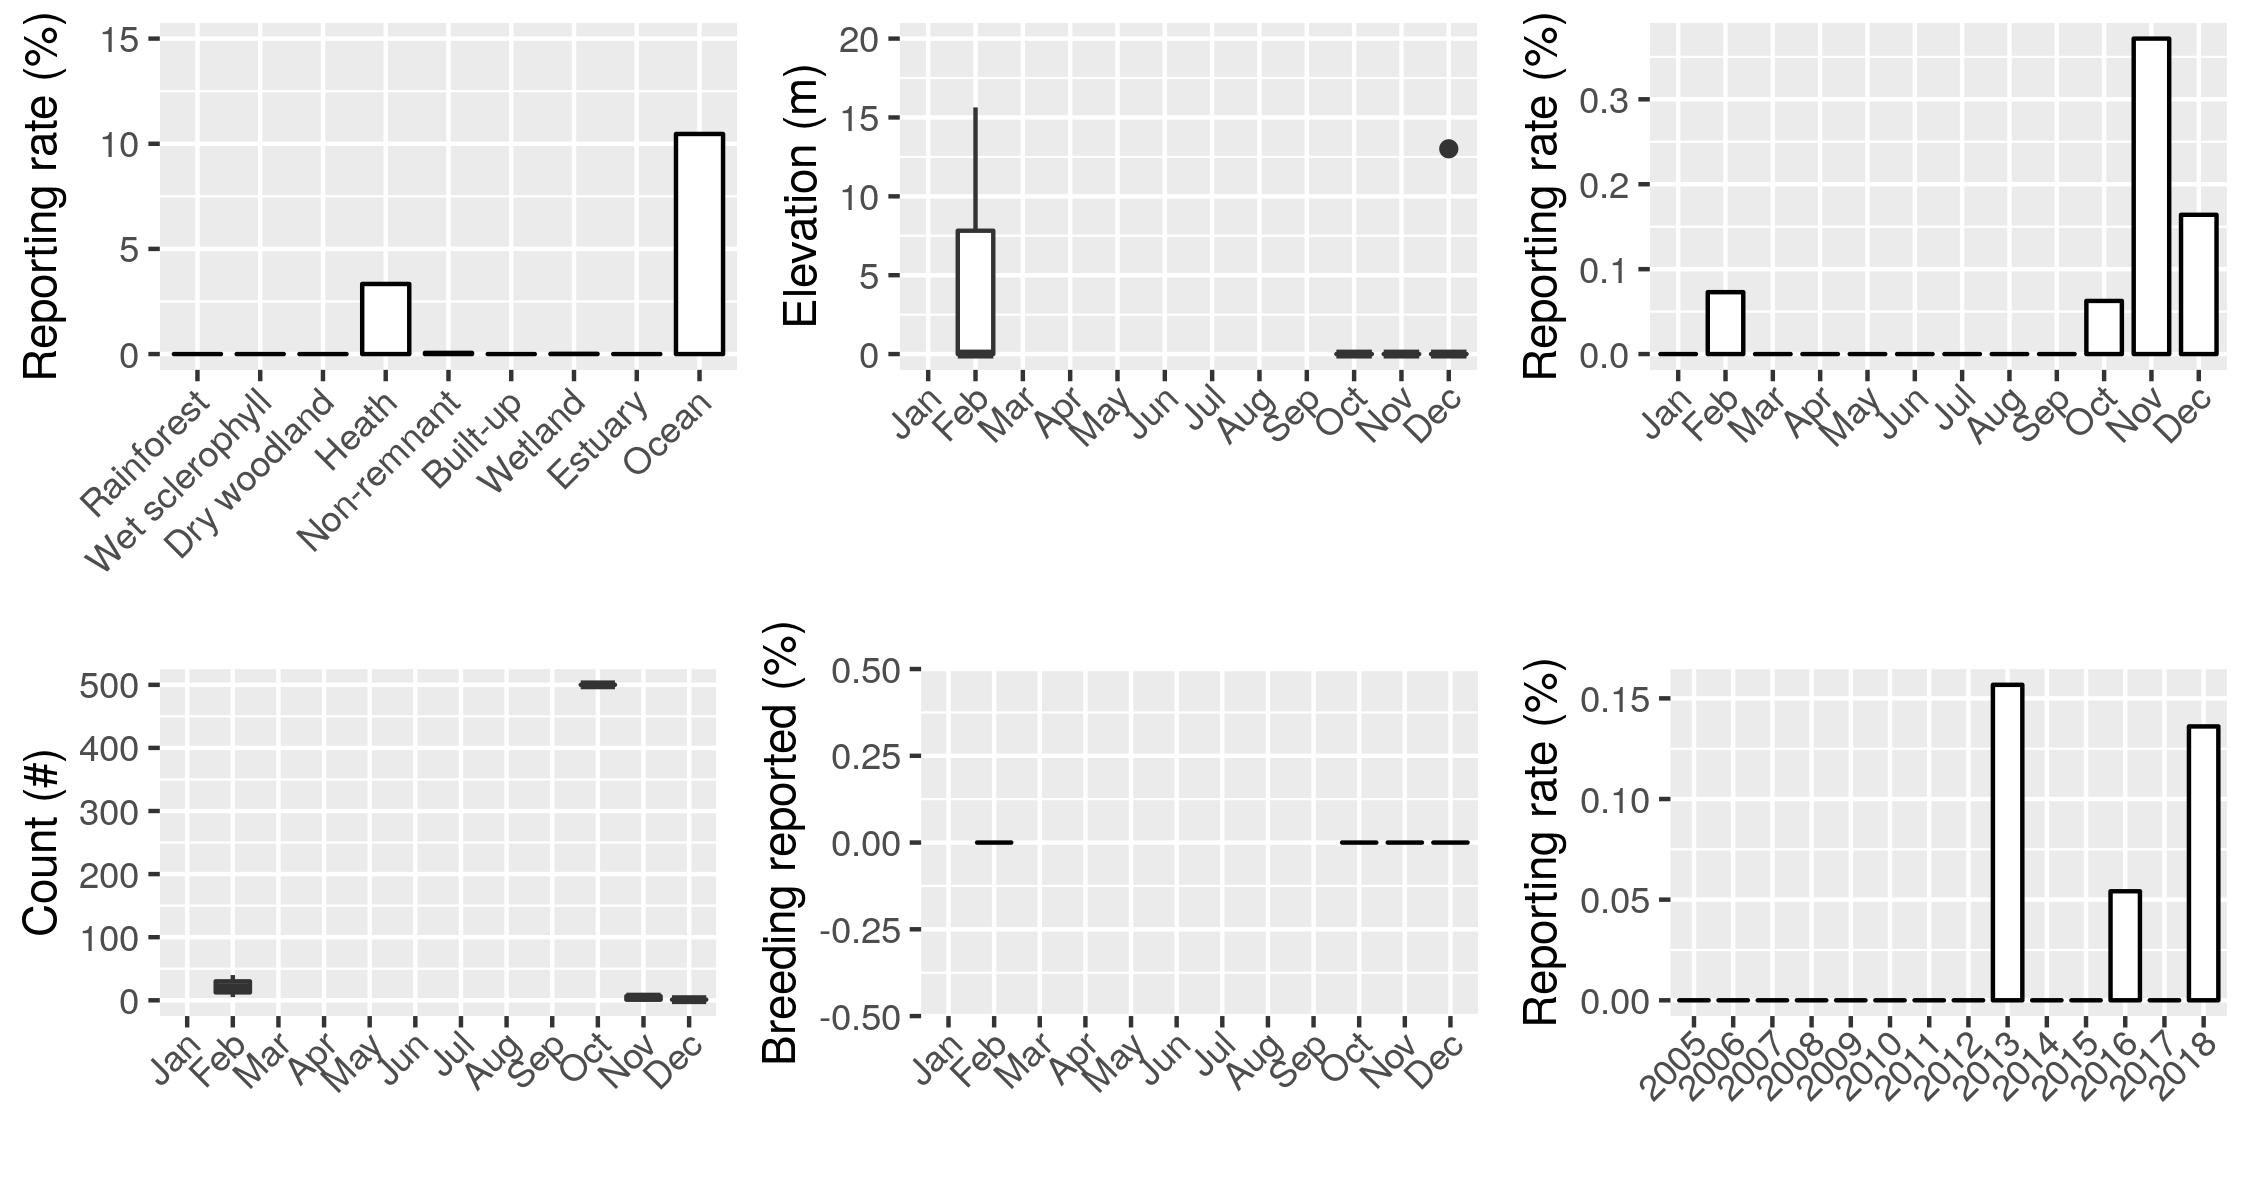 Reporting rate (%)
15
10
5
0
Rainforest
Wet sclerophyll
Dry woodland
Heath
Non-remnant
Built-up
Wetland
Estuary
Ocean
Elevation (m)
20
15
10
5
0
Jan
Feb
Mar
Apr
May
Jun
Jul
Aug
Sep
Oct
Nov
Dec
Reporting rate (%)
0.3
0.2
0.1
0.0
Jan
Feb
Mar
Apr
May
Jun
Jul
Aug
Sep
Oct
Nov
Dec
Count (#)
500
400
300
200
100
0
Jan
Feb
Mar
Apr
May
Jun
Jul
Aug
Sep
Oct
Nov
Dec
Breeding reported (%)
0.50
0.25
0.00
-0.25
-0.50
Jan
Feb
Mar
Apr
May
Jun
Jul
Aug
Sep
Oct
Nov
Dec
Reporting rate (%)
0.15
0.10
0.05
0.00
2005
2006
2007
2008
2009
2010
2011
2012
2013
2014
2015
2016
2017
2018